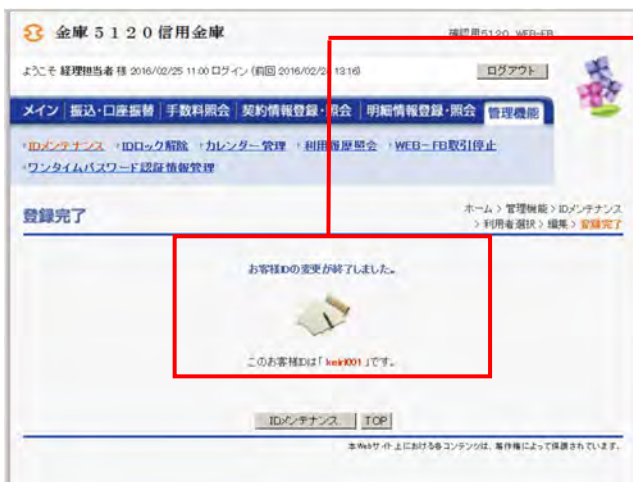 金庫5120信用金庫
確認用5120 WEB-FB
ようこそ 経理担当者 様 2016/02/25 11:00 ログイン (前回 2016/02/24 13:16)
ログアウト
メイン 振込・口座振替 手数料照会 契約情報登録・照会 明細情報登録・照会 管理機能
・IDメンテナンス ・IDロック解除 ・カレンダー管理 ・利用履歴照会 ・WEB-FB取引停止
・ワンタイムパスワード認証情報管理
登録完了
ホーム > 管理機能 > IDメンテナンス
> 利用者選択 > 編集 > 登録完了
お客様IDの変更が終了しました。
このお客様IDは「keiri001」です。
IDメンテナンス TOP
本Webサイト上における各コンテンツは、著作権によって保護されています。